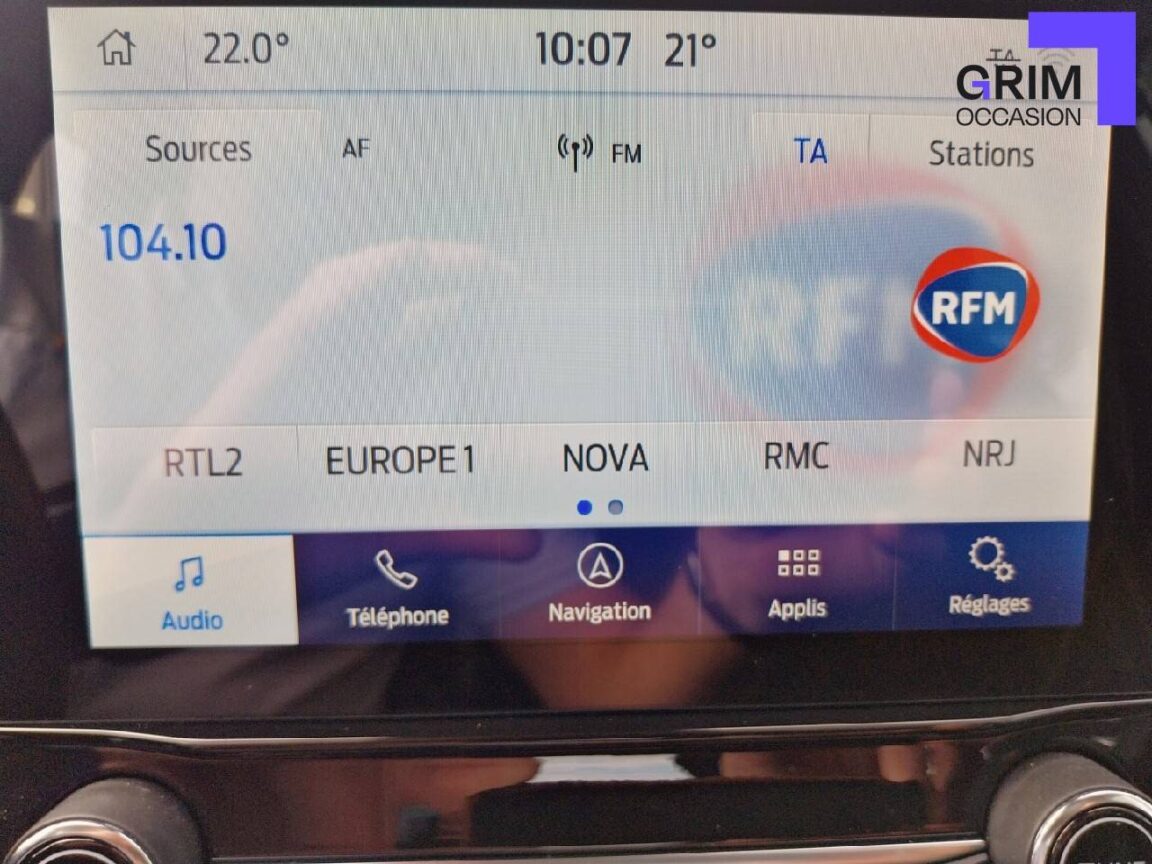 22.0° 10:07 21° TA
GRIM
OCCASION
Sources AF FM TA Stations
104.10
RFM
RTL2 EUROPE 1 NOVA RMC NRJ
Audio Téléphone Navigation Applis Réglages